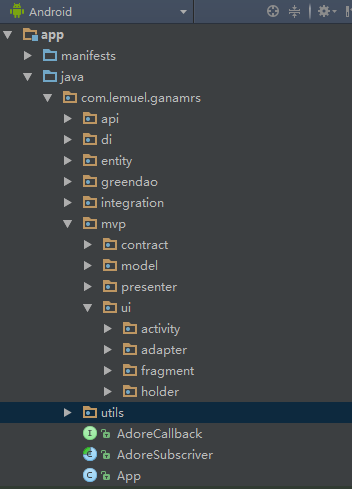 Android
app
manifests
java
com.lemuel.ganamrs
api
di
entity
greendao
integration
mvp
contract
model
presenter
ui
activity
adapter
fragment
holder
utils
I AdoreCallback
C AdoreSubscriver
C App